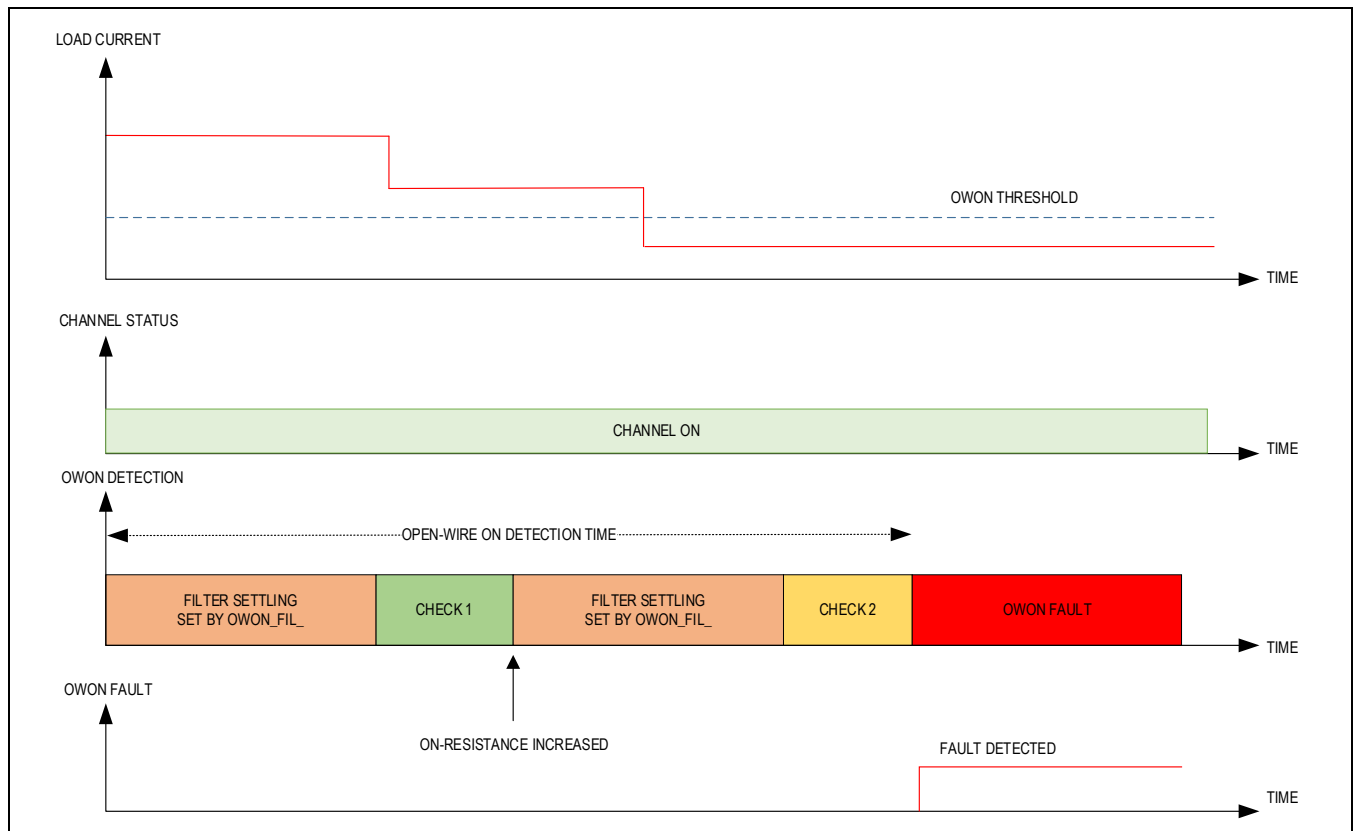 LOAD CURRENT
OWON THRESHOLD
TIME
CHANNEL STATUS
CHANNEL ON
TIME
OWON DETECTION
OPEN-WIRE ON DETECTION TIME
FILTER SETTLING
SET BY OWON_FIL_
CHECK 1
FILTER SETTLING
SET BY OWON_FIL_
CHECK 2
OWON FAULT
TIME
OWON FAULT
ON-RESISTANCE INCREASED
FAULT DETECTED
TIME